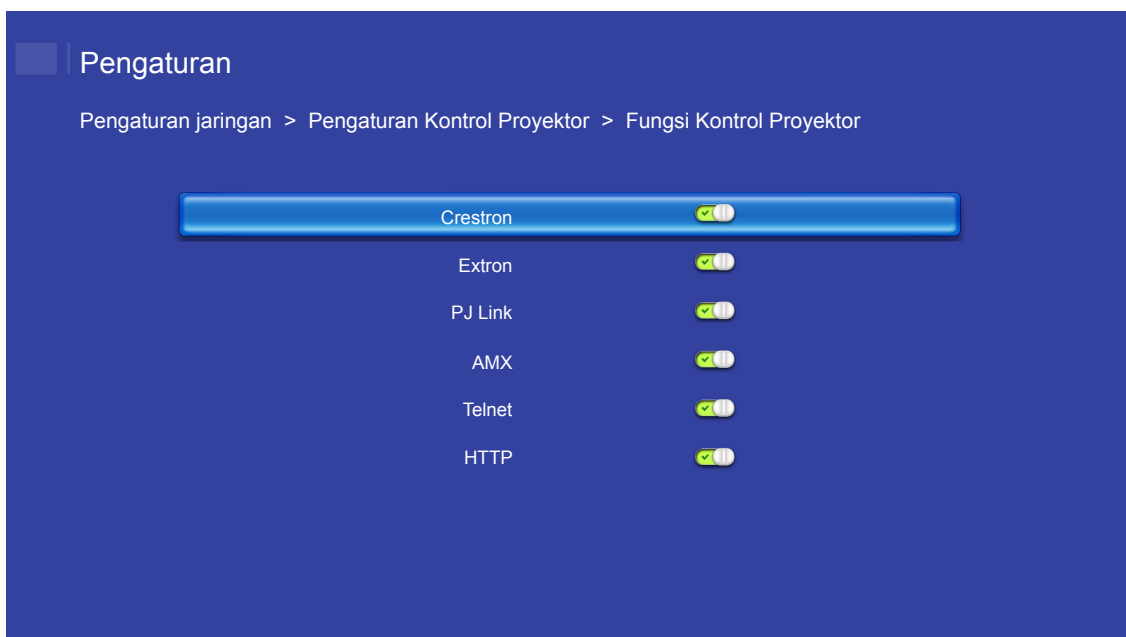 Pengaturan
Pengaturan jaringan > Pengaturan Kontrol Proyektor > Fungsi Kontrol Proyektor
Crestron
Extron
PJ Link
AMX
Telnet
HTTP